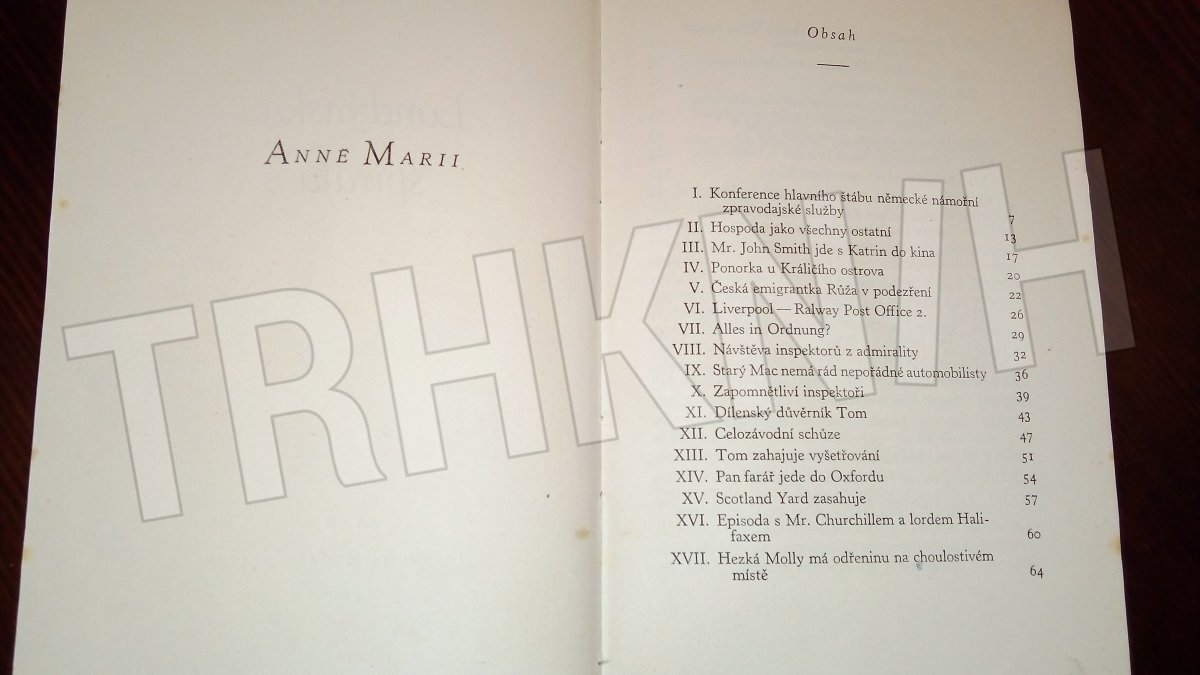 Anně Marii
Obsah
I. Konference hlavního štábu německé námořní
zpravodajské služby 7
II. Hospoda jako všechny ostatní 13
III. Mr. John Smith jde s Katrin do kina 17
IV. Ponorka u Králičího ostrova 20
V. Česká emigrantka Růža v podezření 22
VI. Liverpool — Ralway Post Office 2. 26
VII. Alles in Ordnung? 29
VIII. Návštěva inspektorů z admirality 32
IX. Starý Mac nemá rád nepořádné automobilisty 36
X. Zapomnětliví inspektoři 39
XI. Dílenský důvěrník Tom 43
XII. Celozávodní schůze 47
XIII. Tom zahajuje vyšetřování 51
XIV. Pan farář jede do Oxfordu 54
XV. Scotland Yard zasahuje 57
XVI. Episoda s Mr. Churchillem a lordem Hali-
faxem 60
XVII. Hezká Molly má odřeninu na choulostivém
místě 64
TRHKNIH